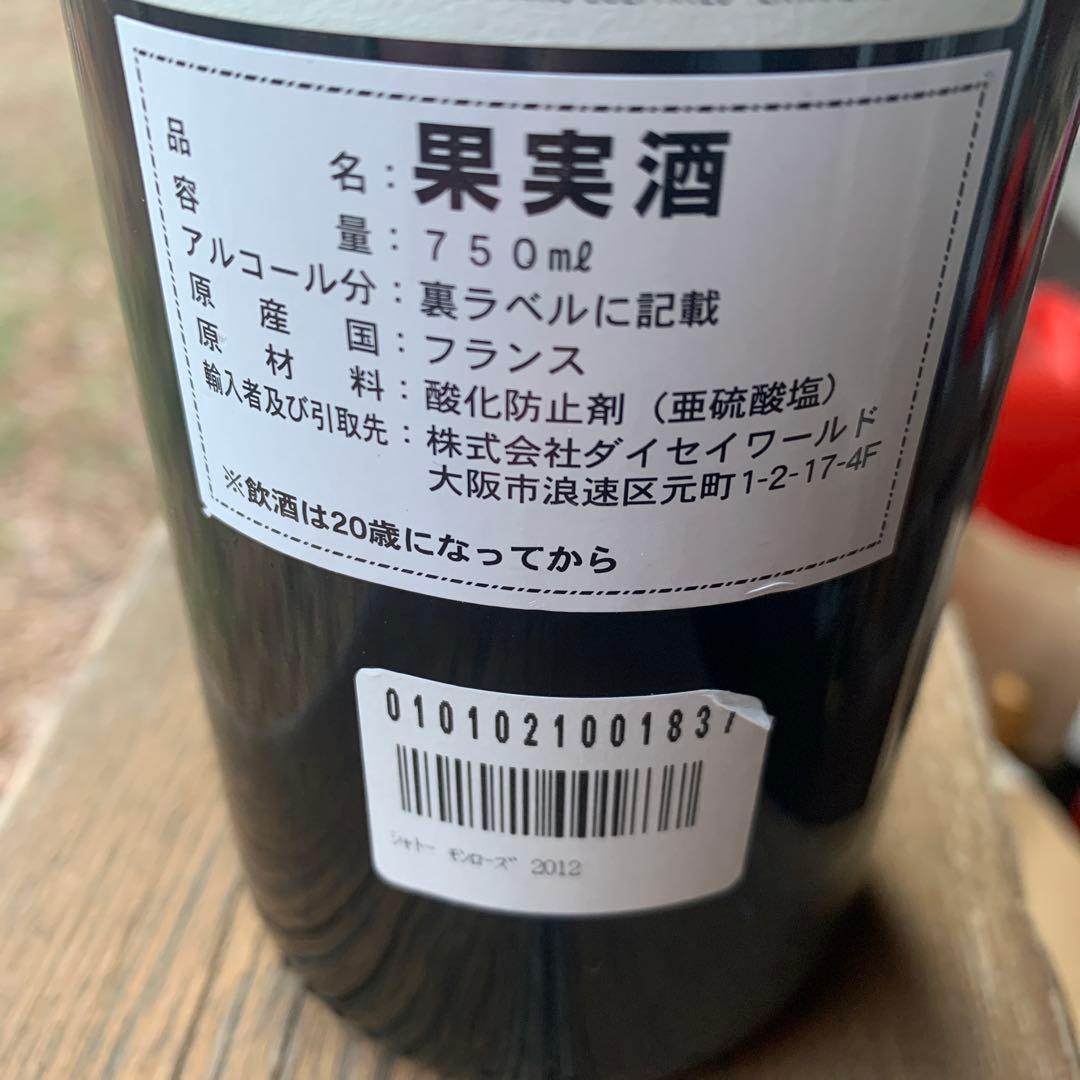 品名：果実酒
容量：７５０㎖
アルコール分：裏ラベルに記載
原産国：フランス
原材料：酸化防止剤（亜硫酸塩）
輸入者及び引取先：株式会社ダイセイワールド
大阪市浪速区元町1-2-17-4F
※飲酒は20歳になってから
0101021001837
ｼｬﾄｰ ﾓﾝﾛｰｽﾞ 2012